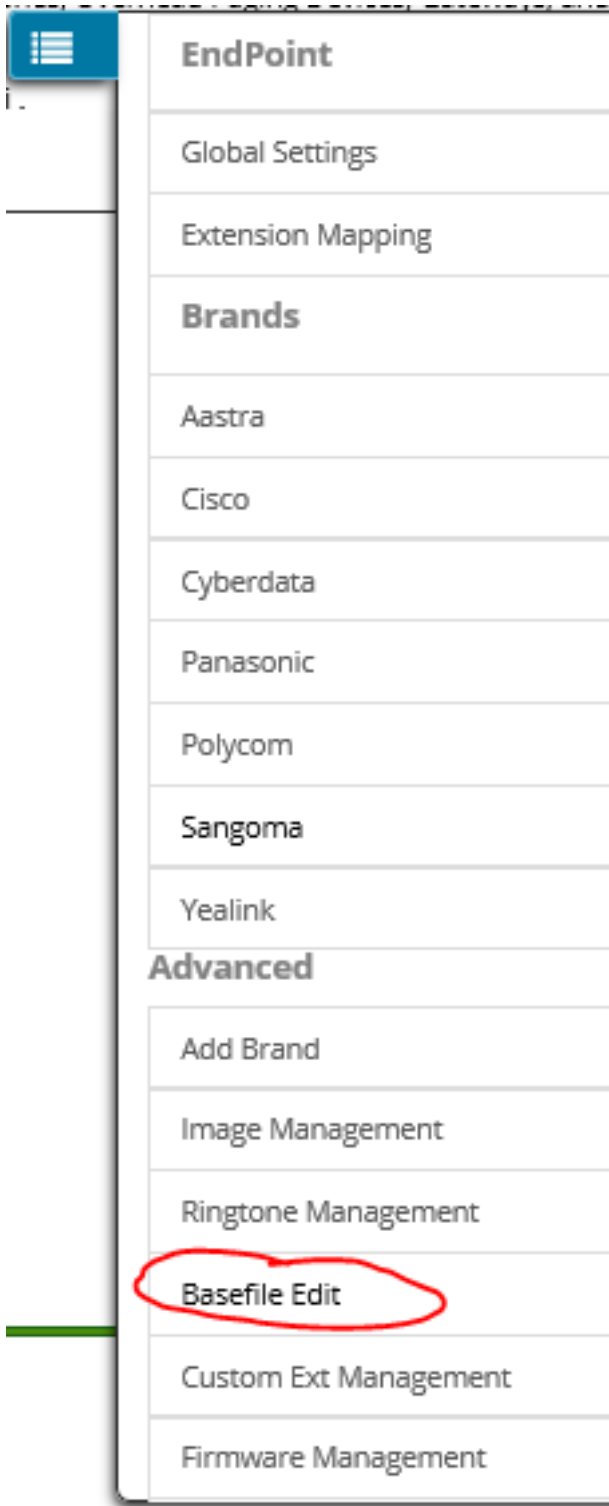 EndPoint
Global Settings
Extension Mapping
Brands
Aastra
Cisco
Cyberdata
Panasonic
Polycom
Sangoma
Yealink
Advanced
Add Brand
Image Management
Ringtone Management
Basefile Edit
Custom Ext Management
Firmware Management